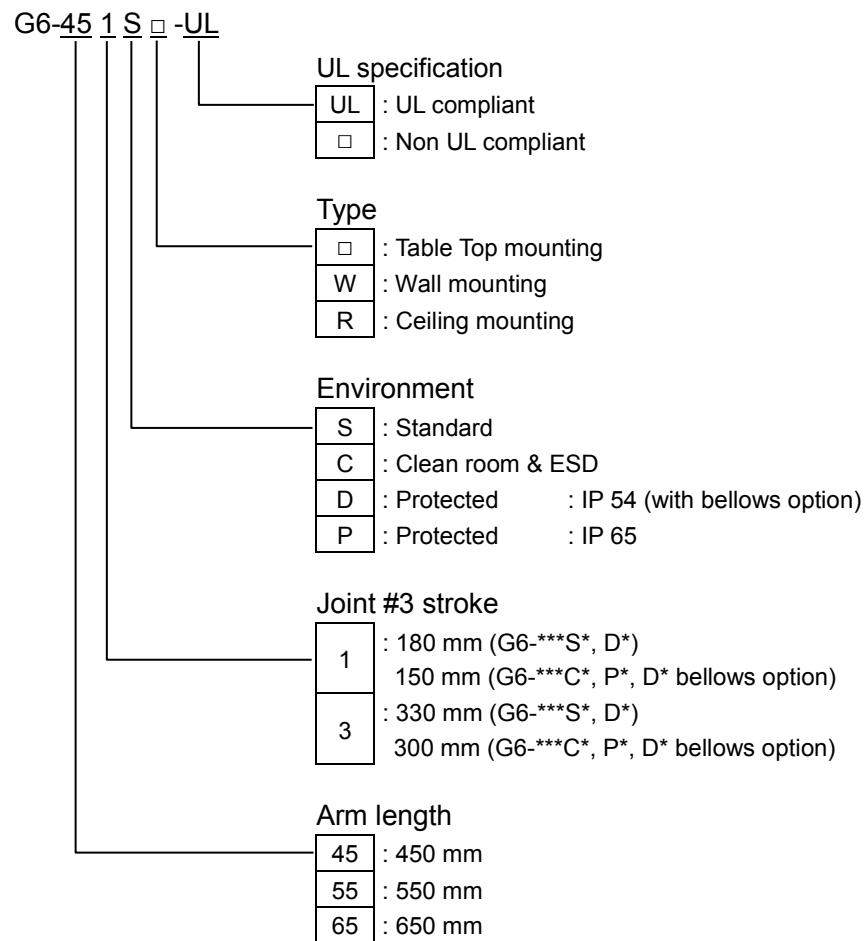 G6-45 1 S □ -UL
UL specification
UL : UL compliant
□ : Non UL compliant
Type
□ : Table Top mounting
W : Wall mounting
R : Ceiling mounting
Environment
S : Standard
C : Clean room & ESD
D : Protected : IP 54 (with bellows option)
P : Protected : IP 65
Joint #3 stroke
1 : 180 mm (G6-***S*, D*)
150 mm (G6-***C*, P*, D* bellows option)
3 : 330 mm (G6-***S*, D*)
300 mm (G6-***C*, P*, D* bellows option)
Arm length
45 : 450 mm
55 : 550 mm
65 : 650 mm